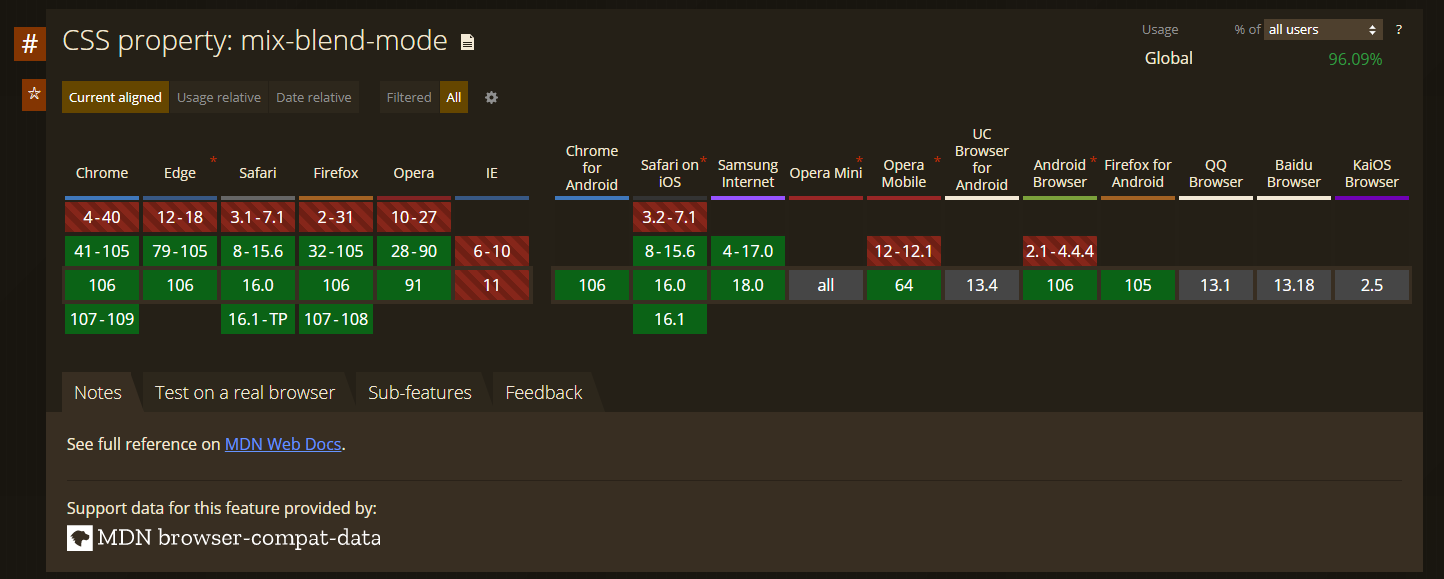 #
CSS property: mix-blend-mode
Usage % of all users ?
Global 96.09%
☆
Current aligned Usage relative Date relative Filtered All
Chrome Edge * Safari Firefox Opera IE Chrome for Android Safari on iOS * Samsung Internet Opera Mini * Opera Mobile * UC Browser for Android Android Browser * Firefox for Android QQ Browser Baidu Browser KaiOS Browser
4-40 12-18 3.1-7.1 2-31 10-27 3.2-7.1
41-105 79-105 8-15.6 32-105 28-90 6-10 8-15.6 4-17.0 12-12.1 2.1-4.4.4
106 106 16.0 106 91 11 106 16.0 18.0 all 64 13.4 106 105 13.1 13.18 2.5
107-109 16.1-TP 107-108 16.1
Notes Test on a real browser Sub-features Feedback
See full reference on MDN Web Docs.
Support data for this feature provided by:
MDN browser-compat-data